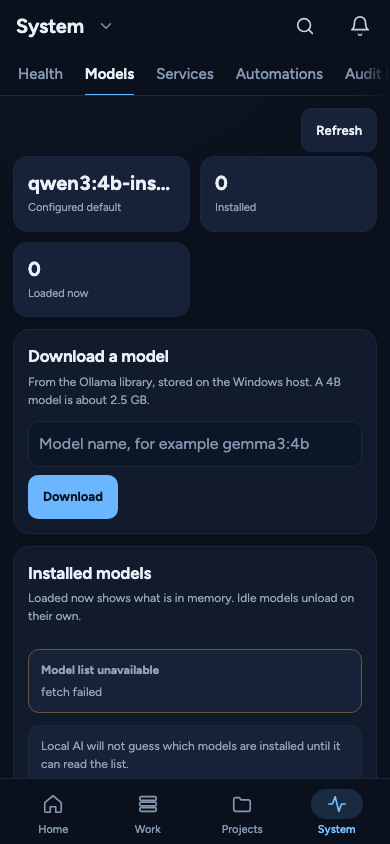 System
Health Models Services Automations Audit
Refresh
qwen3:4b-ins...
Configured default
0
Installed
0
Loaded now
Download a model
From the Ollama library, stored on the Windows host. A 4B
model is about 2.5 GB.
Model name, for example gemma3:4b
Download
Installed models
Loaded now shows what is in memory. Idle models unload on
their own.
Model list unavailable
fetch failed
Local AI will not guess which models are installed until it
can read the list.
Home Work Projects System